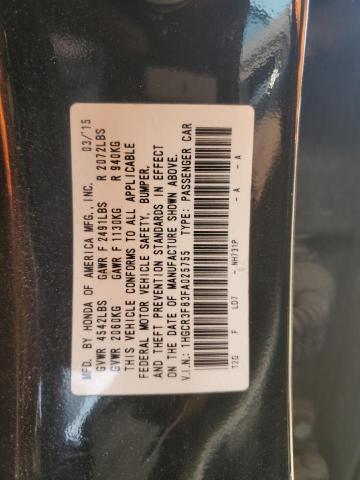 MFD. BY HONDA OF AMERICA MFG., INC. 03/15
GVWR 4542LBS GAWR F 2491LBS R 2072LBS
GVWR 2060KG GAWR F 1130KG R 940KG
THIS VEHICLE CONFORMS TO ALL APPLICABLE
FEDERAL MOTOR VEHICLE SAFETY, BUMPER,
AND THEFT PREVENTION STANDARDS IN EFFECT
ON THE DATE OF MANUFACTURE SHOWN ABOVE.
V.I.N.: 1HGCR3F83FA025755 TYPE: PASSENGER CAR
T2G F L07 - NH731P - A - A